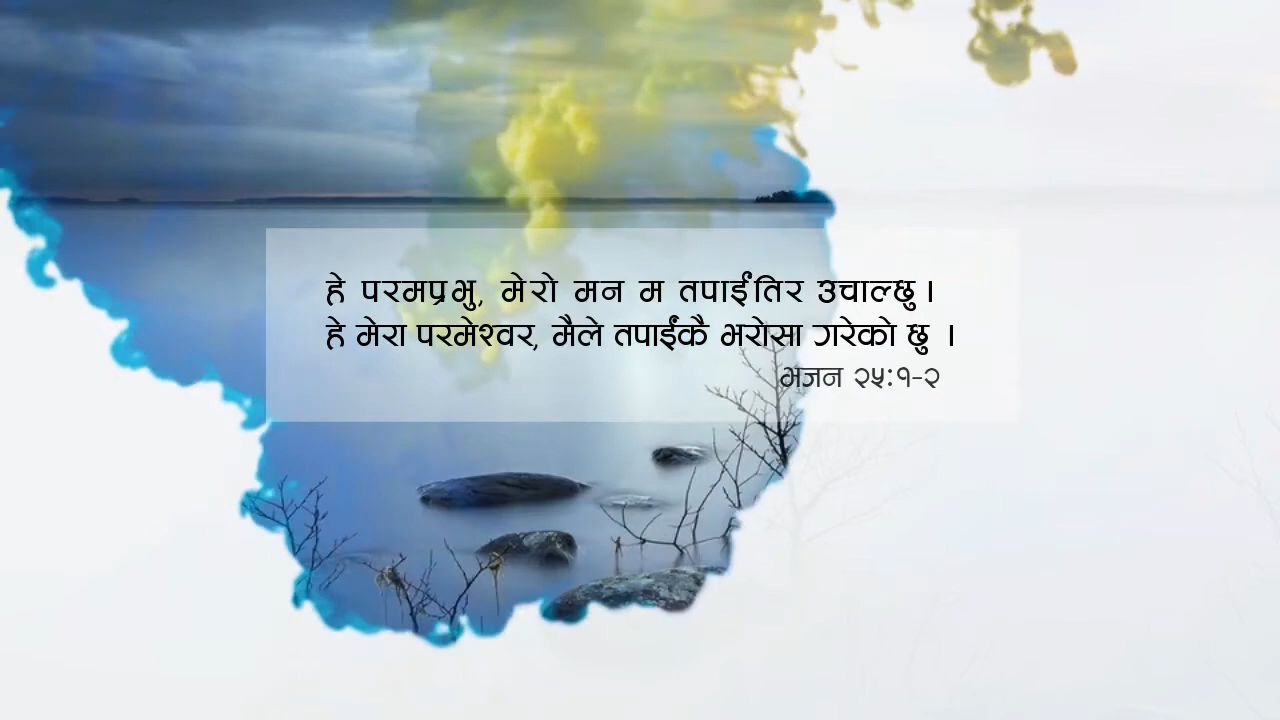 हे परमप्रभु, मेरो मन म तपाईंतिर उचाल्छु ।
हे मेरा परमेश्वर, मैले तपाईंकै भरोसा गरेको छु ।
भजन २५:१-२